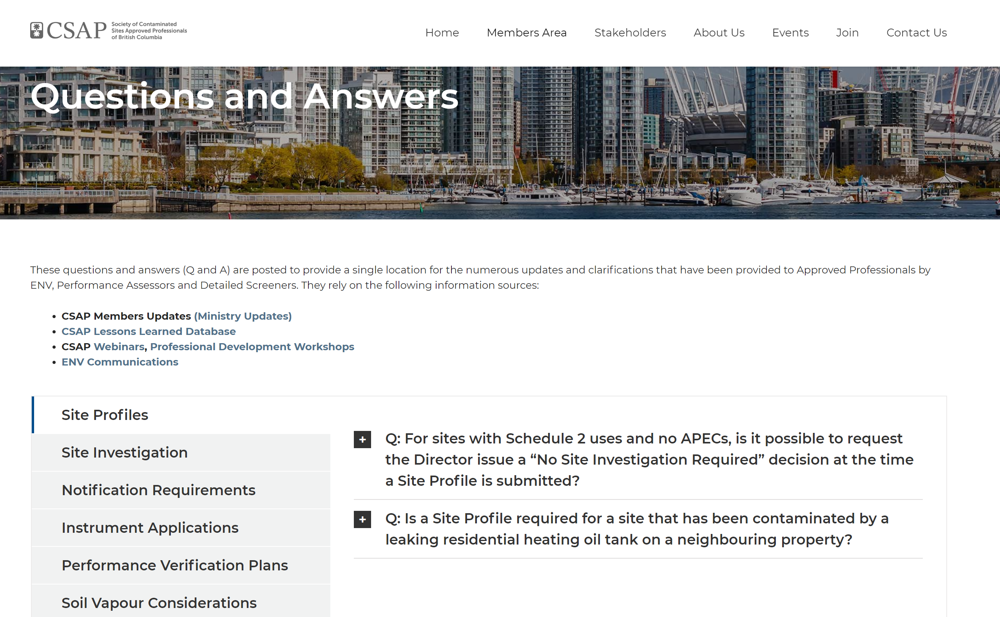 CSAP
Society of Contaminated
Sites Approved Professionals
of British Columbia
Home
Members Area
Stakeholders
About Us
Events
Join
Contact Us
Questions and Answers
These questions and answers (Q and A) are posted to provide a single location for the numerous updates and clarifications that have been provided to Approved Professionals by
ENV, Performance Assessors and Detailed Screeners. They rely on the following information sources:
• CSAP Members Updates (Ministry Updates)
• CSAP Lessons Learned Database
• CSAP Webinars, Professional Development Workshops
• ENV Communications
Site Profiles
Site Investigation
Notification Requirements
Instrument Applications
Performance Verification Plans
Soil Vapour Considerations
+ Q: For sites with Schedule 2 uses and no APECs, is it possible to request
the Director issue a “No Site Investigation Required” decision at the time
a Site Profile is submitted?
+ Q: Is a Site Profile required for a site that has been contaminated by a
leaking residential heating oil tank on a neighbouring property?